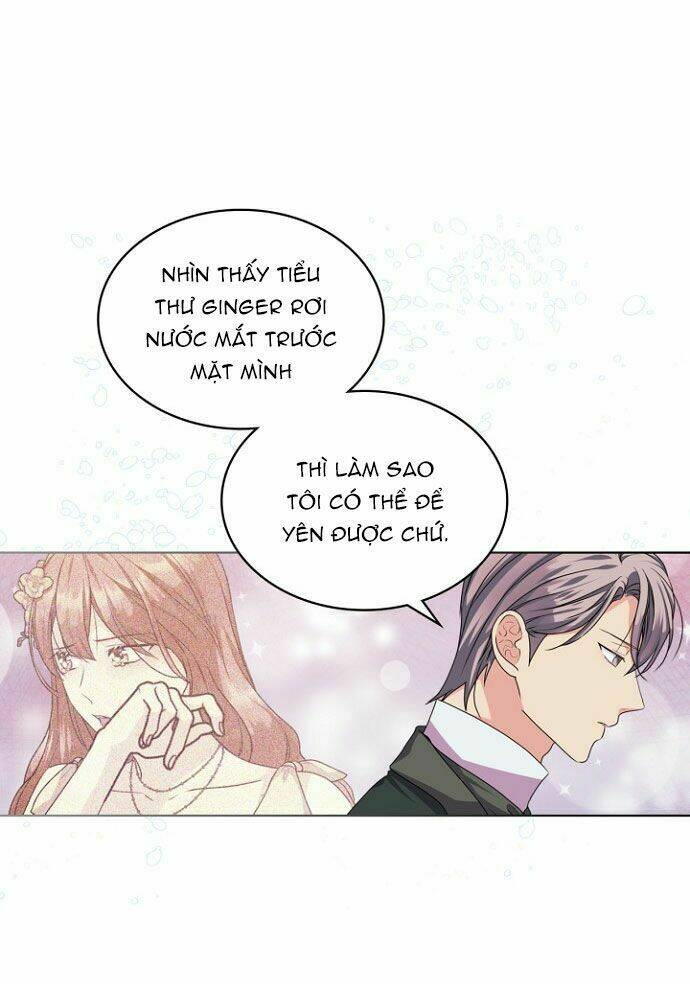 NHÌN THẤY TIỂU
THƯ GINGER RƠI
NƯỚC MẮT TRƯỚC
MẶT MÌNH
THÌ LÀM SAO
TÔI CÓ THỂ ĐỂ
YÊN ĐƯỢC CHỨ.